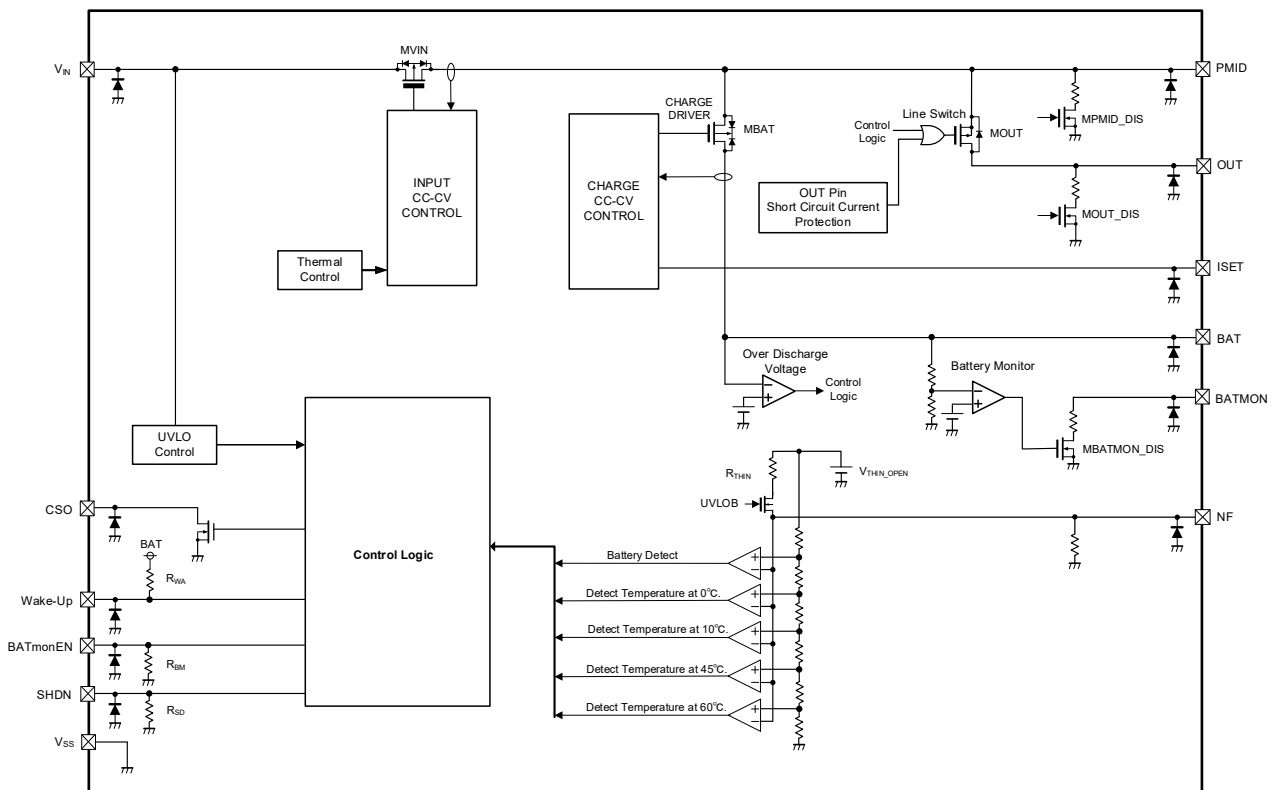 MVIN
VIN
PMID
CHARGE
DRIVER
MBAT
Line Switch
Control
Logic
MOUT
MPMID_DIS
INPUT
CC-CV
CONTROL
CHARGE
CC-CV
CONTROL
OUT
OUT Pin
Short Circuit Current
Protection
MOUT_DIS
Thermal
Control
ISET
BAT
Over Discharge
Voltage
Control
Logic
Battery Monitor
BATMON
MBATMON_DIS
UVLO
Control
RTHIN
VTHIN_OPEN
UVLOB
CSO
NF
BAT
RWA
Control Logic
Battery Detect
Wake-Up
Detect Temperature at 0℃.
BATmonEN
RBM
Detect Temperature at 10℃.
SHDN
RSD
Detect Temperature at 45℃.
Detect Temperature at 60℃.
VSS